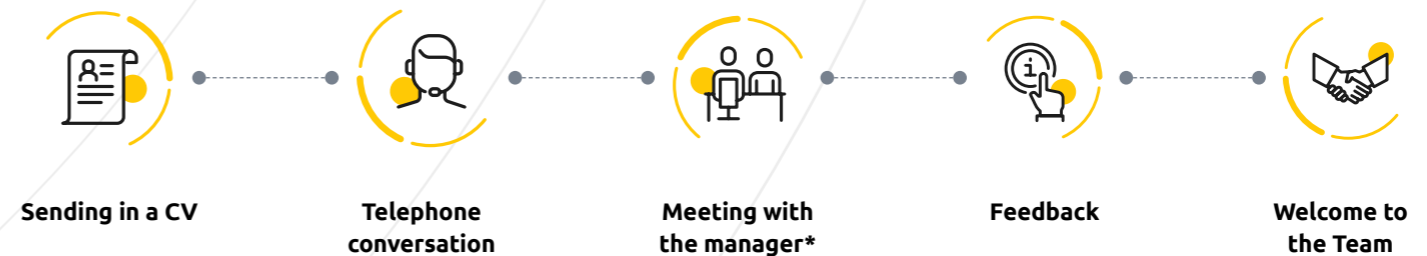 Sending in a CV
Telephone
conversation
Meeting with
the manager*
Feedback
Welcome to
the Team